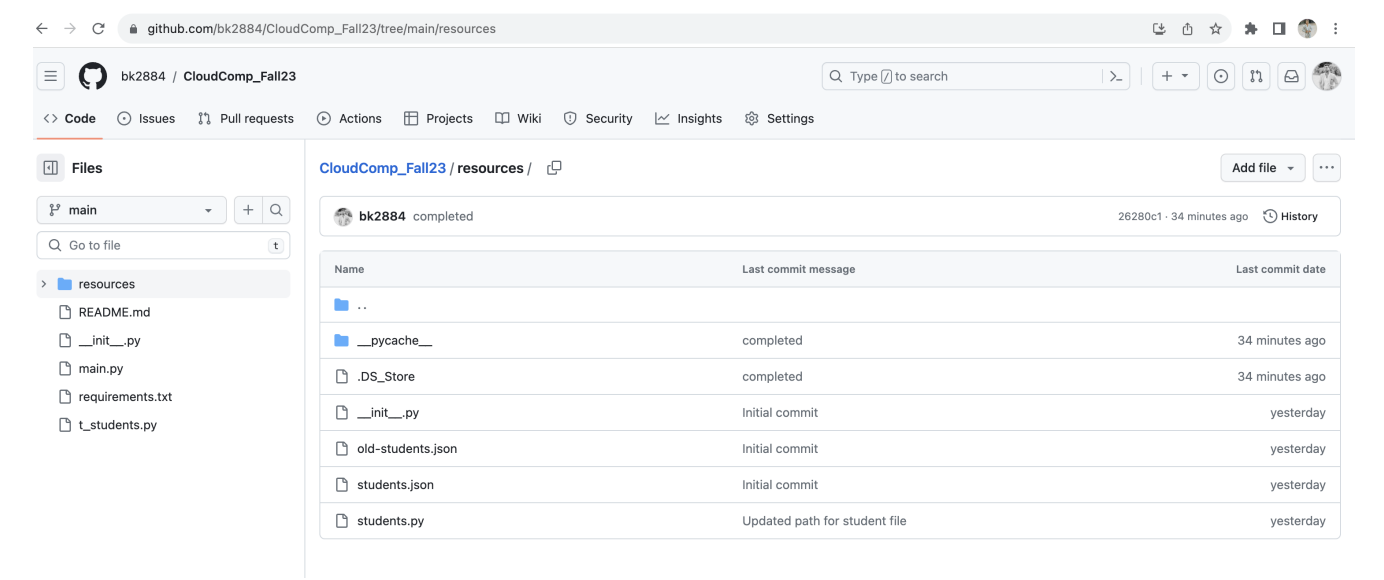 github.com/bk2884/CloudComp_Fall23/tree/main/resources
bk2884 / CloudComp_Fall23
Type / to search
Code Issues Pull requests Actions Projects Wiki Security Insights Settings
Files
main
Go to file t
resources
README.md
__init__.py
main.py
requirements.txt
t_students.py
CloudComp_Fall23 / resources /
Add file
bk2884 completed 26280c1 · 34 minutes ago History
Name Last commit message Last commit date
..
__pycache__ completed 34 minutes ago
.DS_Store completed 34 minutes ago
__init__.py Initial commit yesterday
old-students.json Initial commit yesterday
students.json Initial commit yesterday
students.py Updated path for student file yesterday